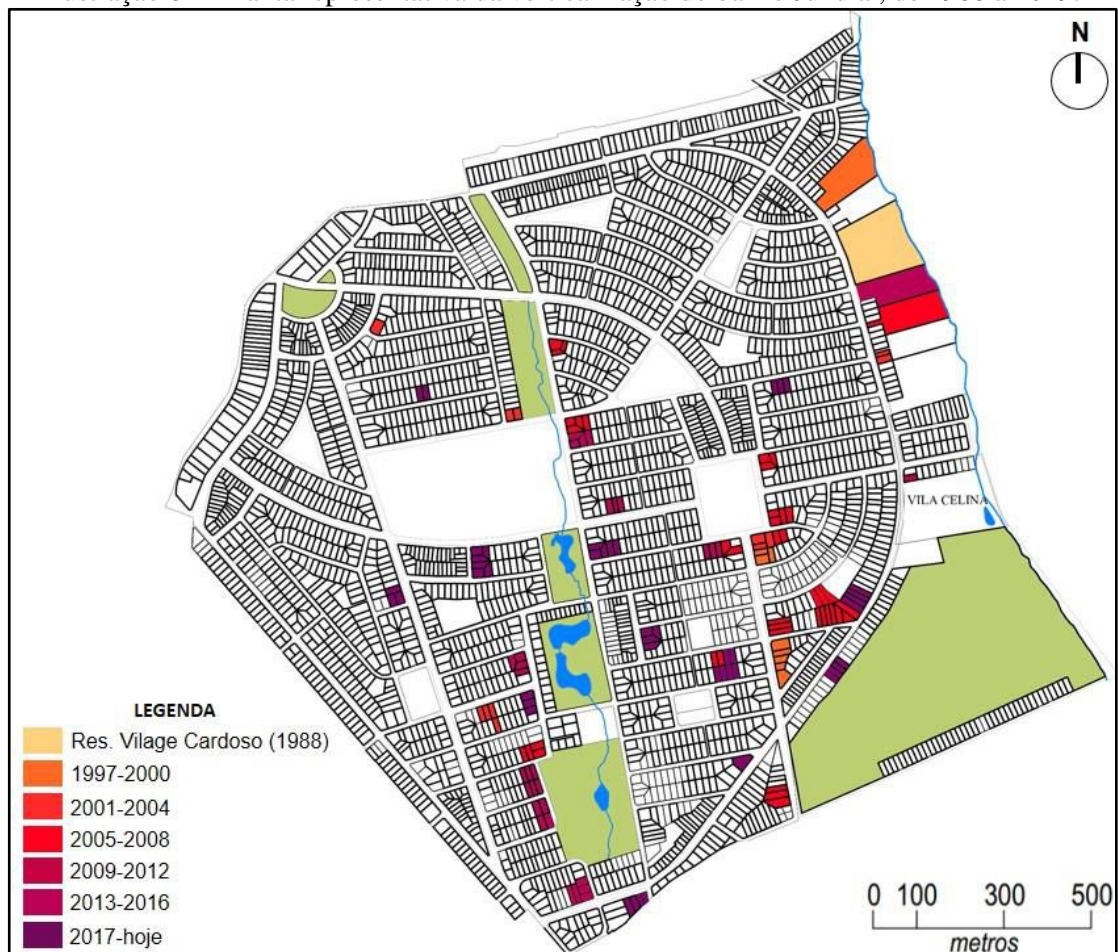 N
VILA CELINA
LEGENDA
Res. Vilage Cardoso (1988)
1997-2000
2001-2004
2005-2008
2009-2012
2013-2016
2017-hoje
0 100 300 500
metros